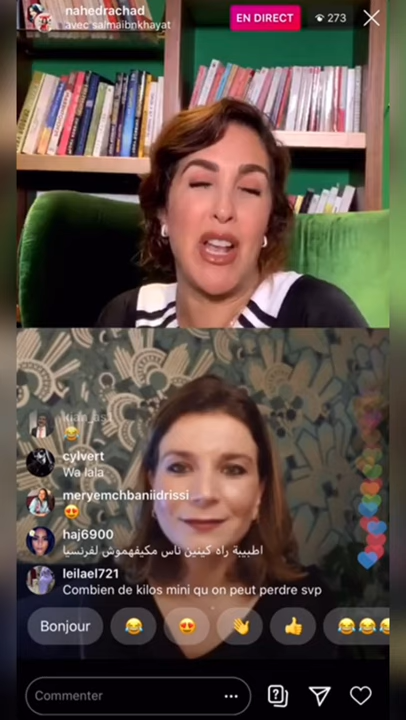 nahedrachad
avec salmaibnkhayat
EN DIRECT
273
cylvert
Wa lala
meryemchbaniidrissi
haj6900
اطبيبة راه كينين ناس مكيفهموش لفرنسيا
leilael721
Combien de kilos mini qu on peut perdre svp
Bonjour
Commenter